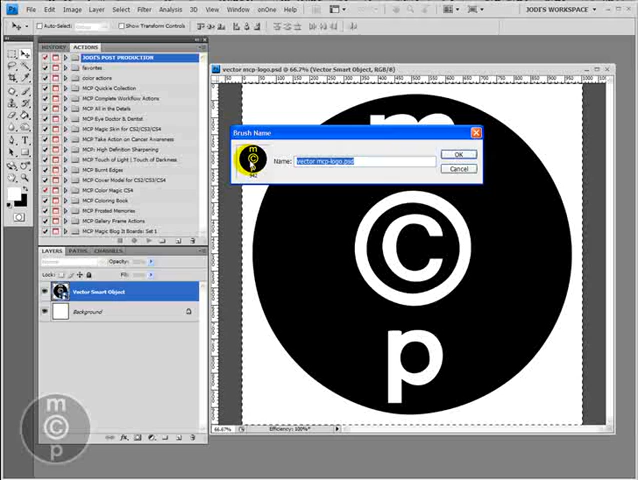 Ps File Edit Image Layer Select Filter Analysis 3D View Window onOne Help JODI'S WORKSPACE
Auto-Select: Show Transform Controls
HISTORY ACTIONS
JODI'S POST PRODUCTION
favorites
color actions
MCP Quickie Collection
MCP Complete Workflow Actions
MCP All in the Details
MCP Eye Doctor & Dentist
MCP Magic Skin for CS2/CS3/CS4
MCP Take Action on Cancer Awareness
MCP: High Definition Sharpening
MCP Touch of Light | Touch of Darkness
MCP Burnt Edges
MCP Color Magic CS4
MCP Coloring Book
MCP Frosted Memories
MCP Gallery Frame Actions
MCP Magic Blog It Boards: Set 1
vector mcp-logo.psd @ 66.7% (Vector Smart Object, RGB/8)
m
©
p
Brush Name
942
Name: vector mcp-logo.psd
OK
Cancel
LAYERS PATHS CHANNELS
Normal Opacity:
Lock: Fill:
Vector Smart Object
Background
66.67% Efficiency: 100%*
m
©
p